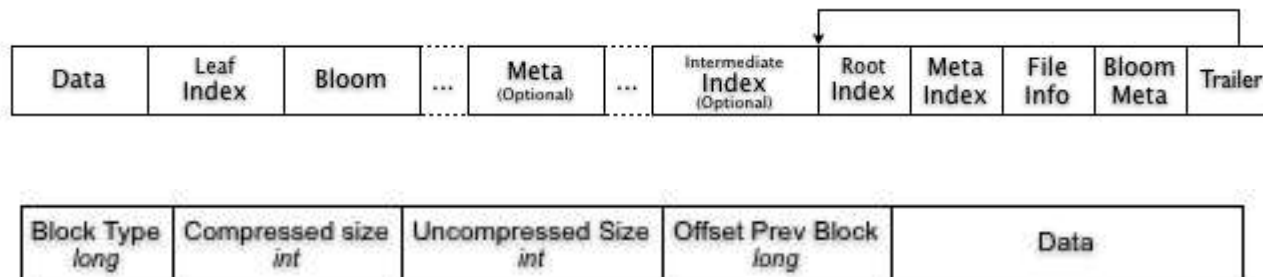 Data
Leaf
Index
Bloom
...
Meta
(Optional)
...
Intermediate
Index
(Optional)
Root
Index
Meta
Index
File
Info
Bloom
Meta
Trailer
Block Type
long
Compressed size
int
Uncompressed Size
int
Offset Prev Block
long
Data